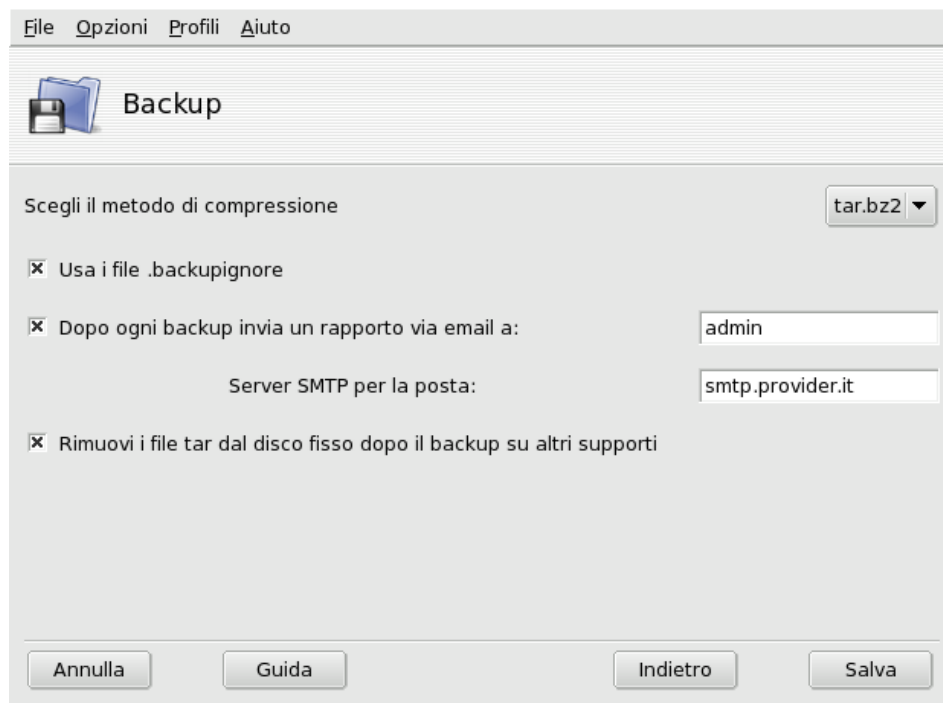 File Opzioni Profili Aiuto
Backup
Scegli il metodo di compressione tar.bz2
Usa i file .backupignore
Dopo ogni backup invia un rapporto via email a: admin
Server SMTP per la posta: smtp.provider.it
Rimuovi i file tar dal disco fisso dopo il backup su altri supporti
Annulla Guida Indietro Salva